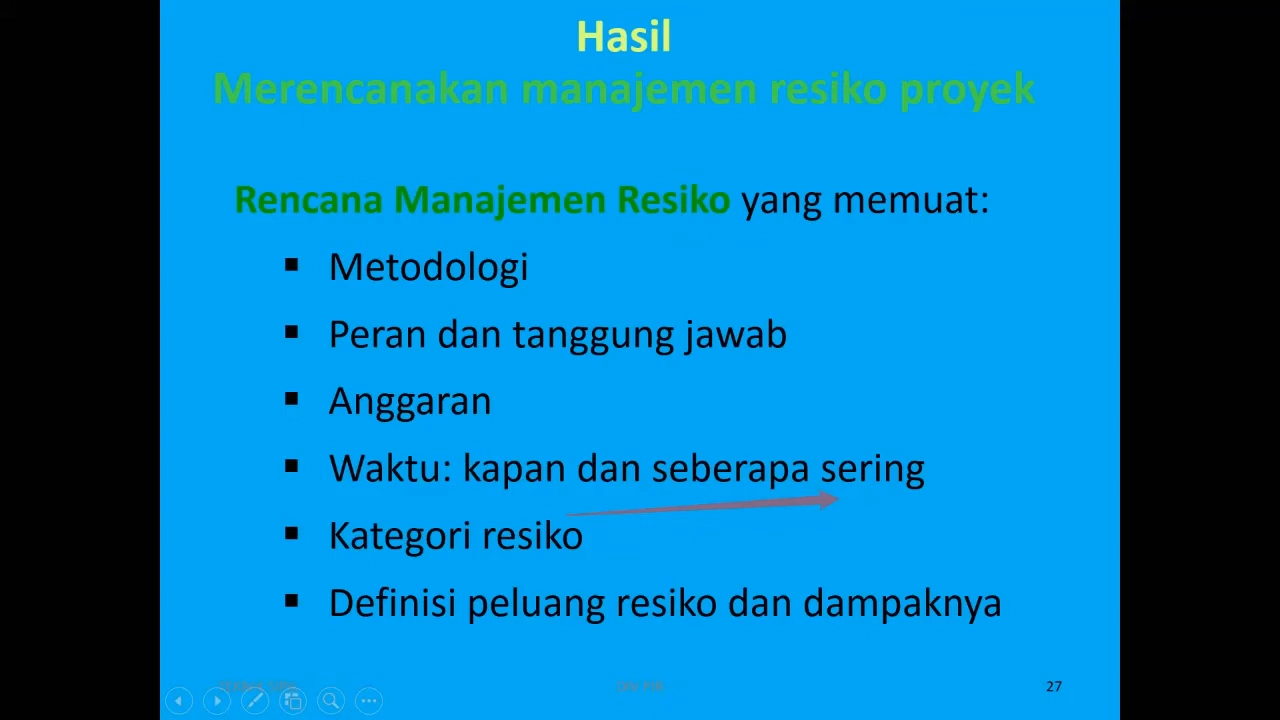 Hasil
Merencanakan manajemen resiko proyek
Rencana Manajemen Resiko yang memuat:
▪ Metodologi
▪ Peran dan tanggung jawab
▪ Anggaran
▪ Waktu: kapan dan seberapa sering
▪ Kategori resiko
▪ Definisi peluang resiko dan dampaknya
27